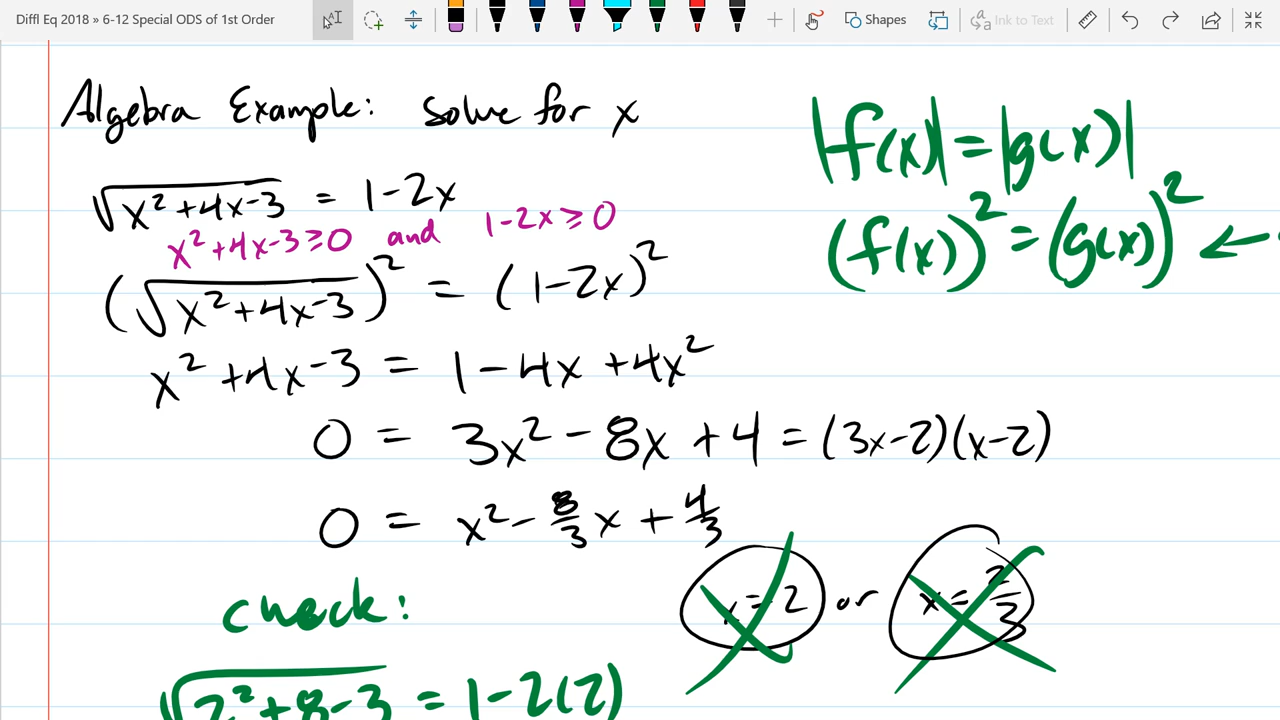 Diffl Eq 2018 » 6-12 Special ODS of 1st Order
Shapes
Ink to Text
Algebra Example: solve for x
√(x²+4x-3) = 1-2x
x²+4x-3≥0 and 1-2x≥0
(√(x²+4x-3))² = (1-2x)²
x²+4x-3 = 1-4x+4x²
0 = 3x²-8x+4 = (3x-2)(x-2)
0 = x²-8/3x+4/3
x=2 or x=2/3
check:
√(2²+8-3) = 1-2(2)
|f(x)|=|g(x)|
(f(x))²=(g(x))² ←